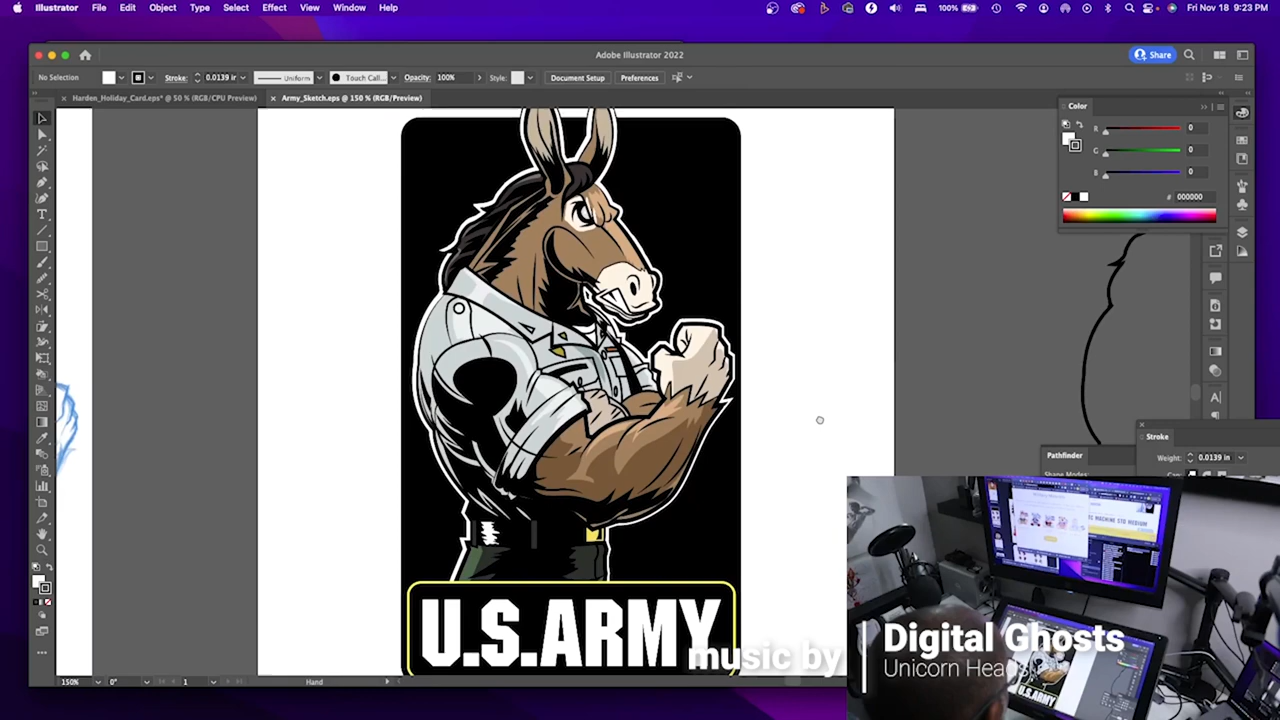 Illustrator File Edit Object Type Select Effect View Window Help
100% Fri Nov 18 9:23 PM
Adobe Illustrator 2022
Share
No Selection Stroke: 0.0139 in Uniform Touch Call... Opacity: 100% Style: Document Setup Preferences
× Harden_Holiday_Card.eps* @ 50 % (RGB/CPU Preview) × Army_Sketch.eps @ 150 % (RGB/Preview)
Color
R 0
G 0
B 0
# 000000
Stroke
Pathfinder
Weight: 0.0139 in
Shape Modes:
U.S.ARMY
music by
Digital Ghosts
Unicorn Heads
150% 0° 1 Hand